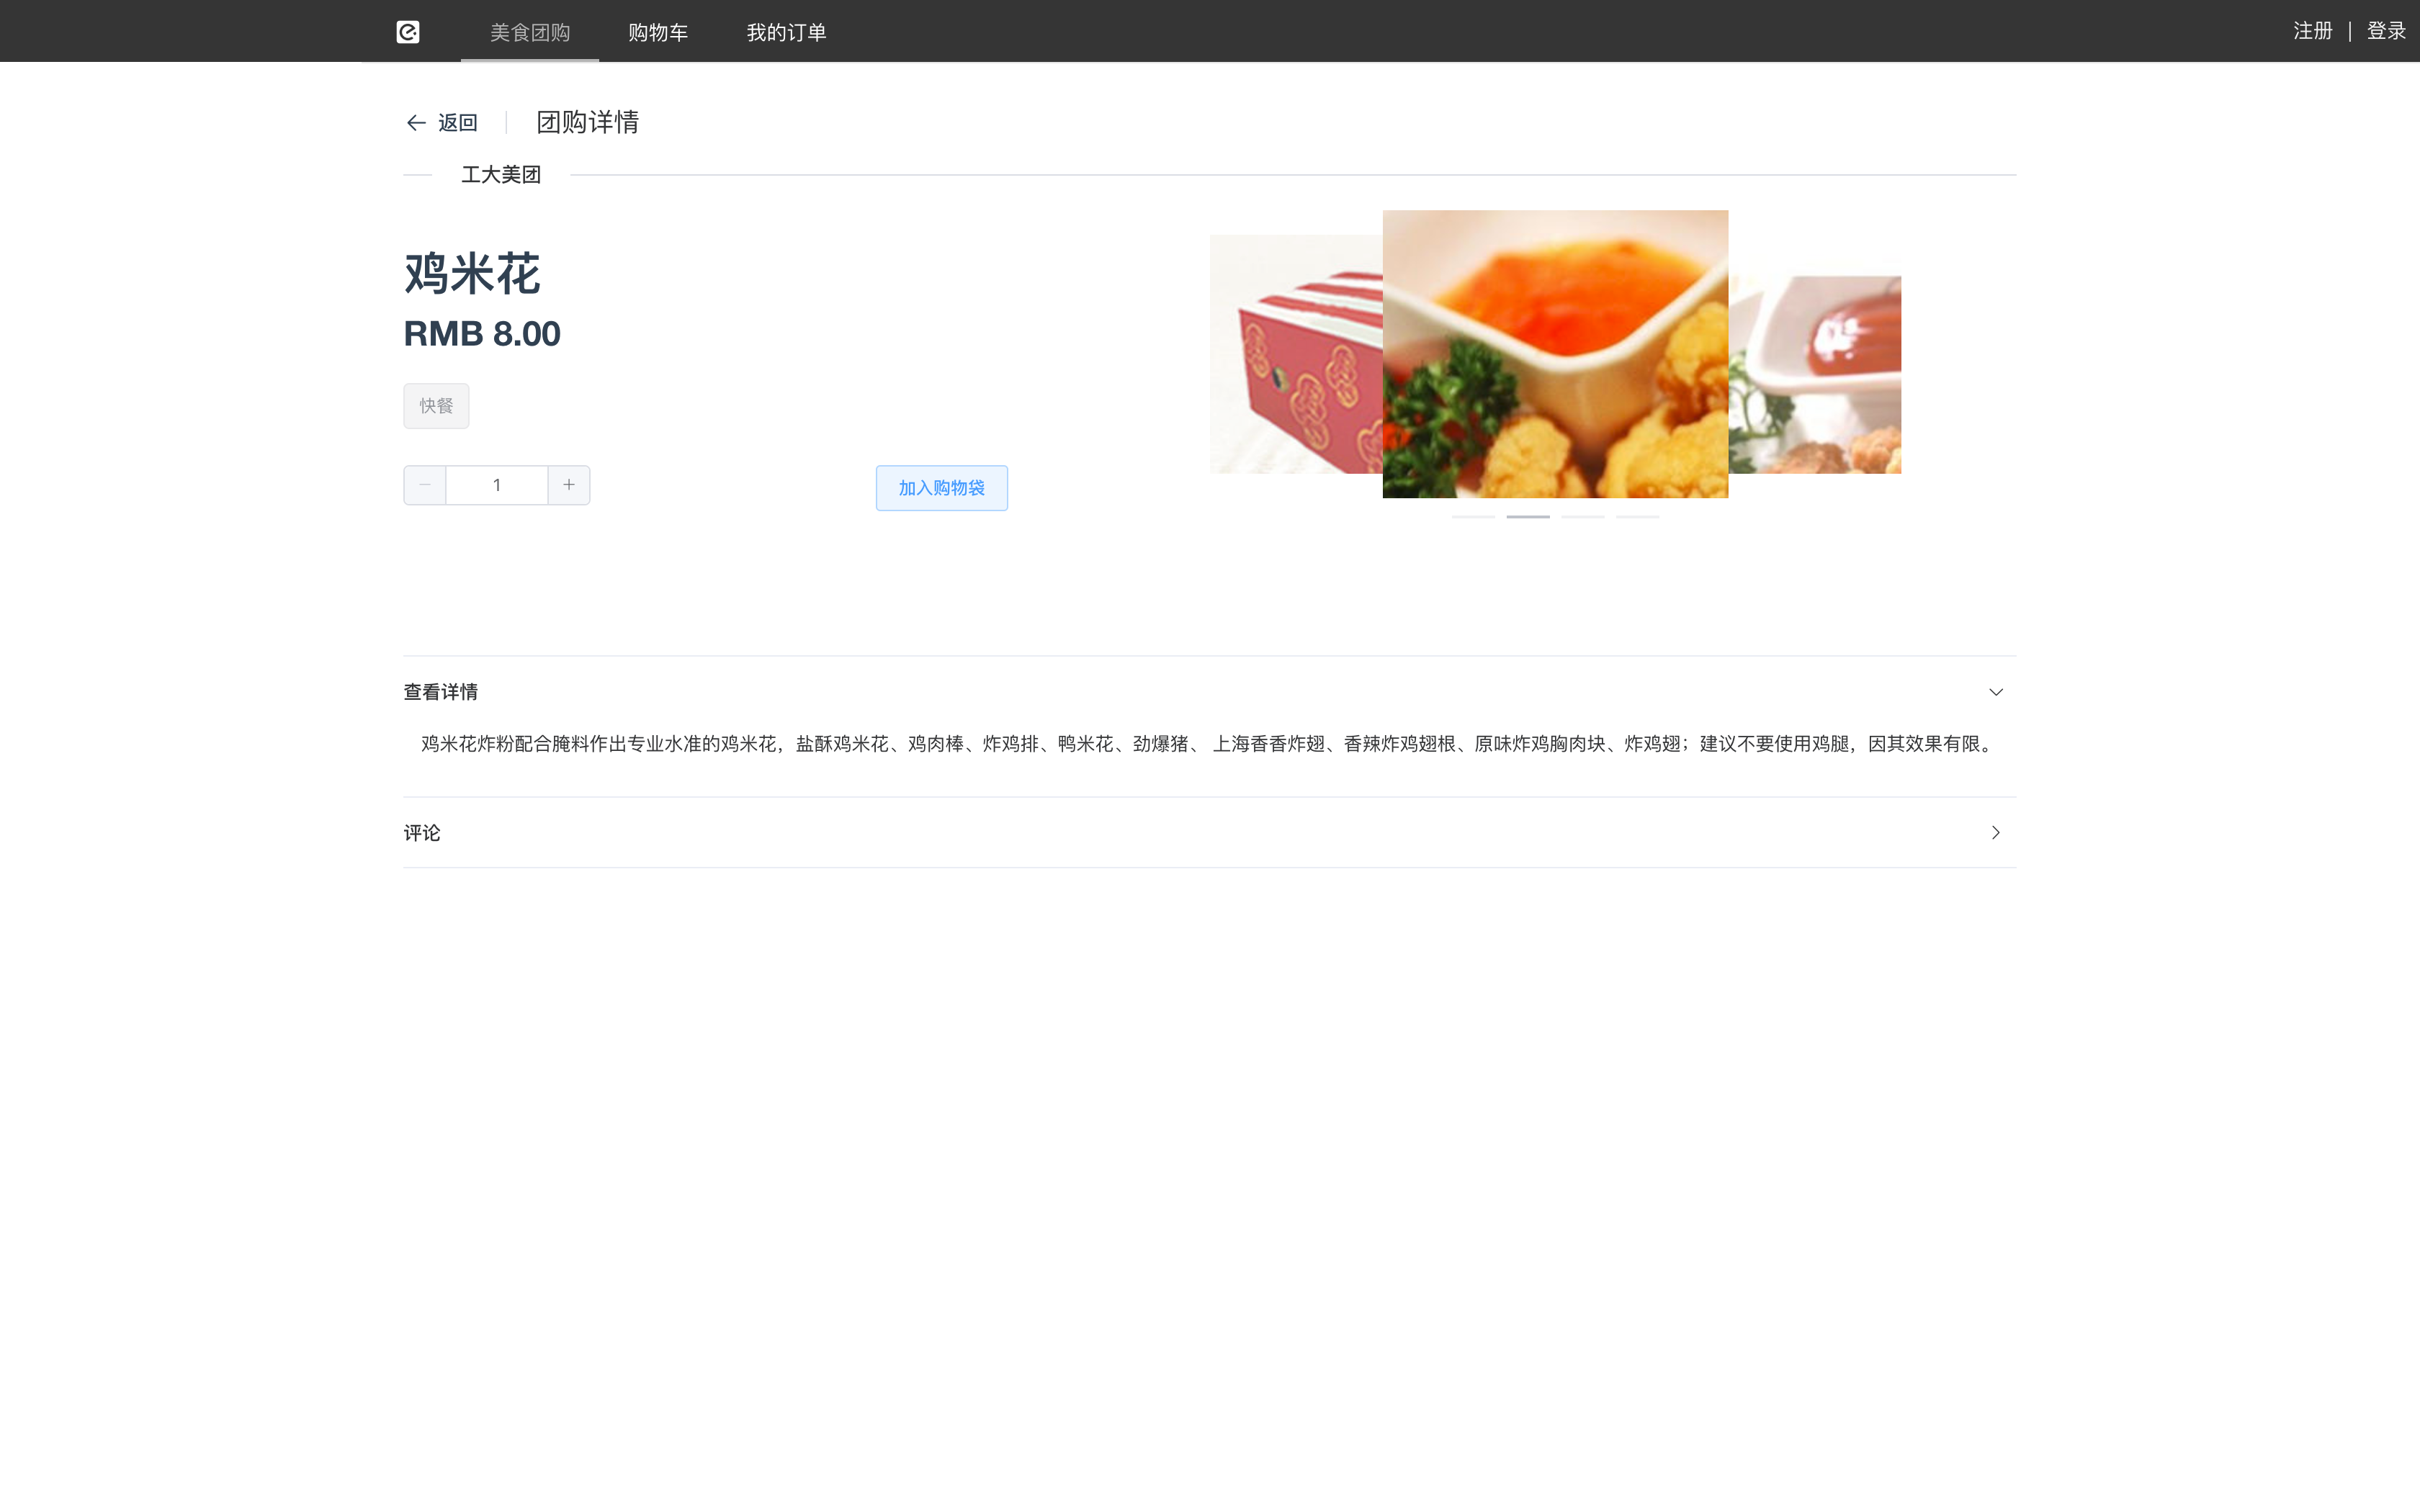 美食团购 购物车 我的订单 注册 | 登录
返回 团购详情
工大美团
鸡米花
RMB 8.00
快餐
1 加入购物袋
查看详情
鸡米花炸粉配合腌料作出专业水准的鸡米花，盐酥鸡米花、鸡肉棒、炸鸡排、鸭米花、劲爆猪、 上海香香炸翅、香辣炸鸡翅根、原味炸鸡胸肉块、炸鸡翅；建议不要使用鸡腿，因其效果有限。
评论